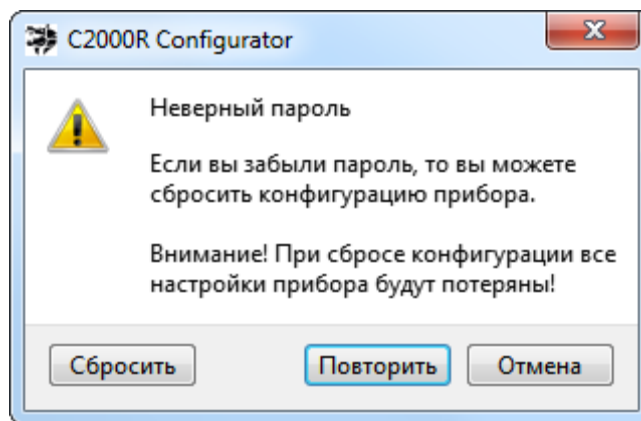 C2000R Configurator
Неверный пароль
Если вы забыли пароль, то вы можете
сбросить конфигурацию прибора.
Внимание! При сбросе конфигурации все
настройки прибора будут потеряны!
Сбросить Повторить Отмена